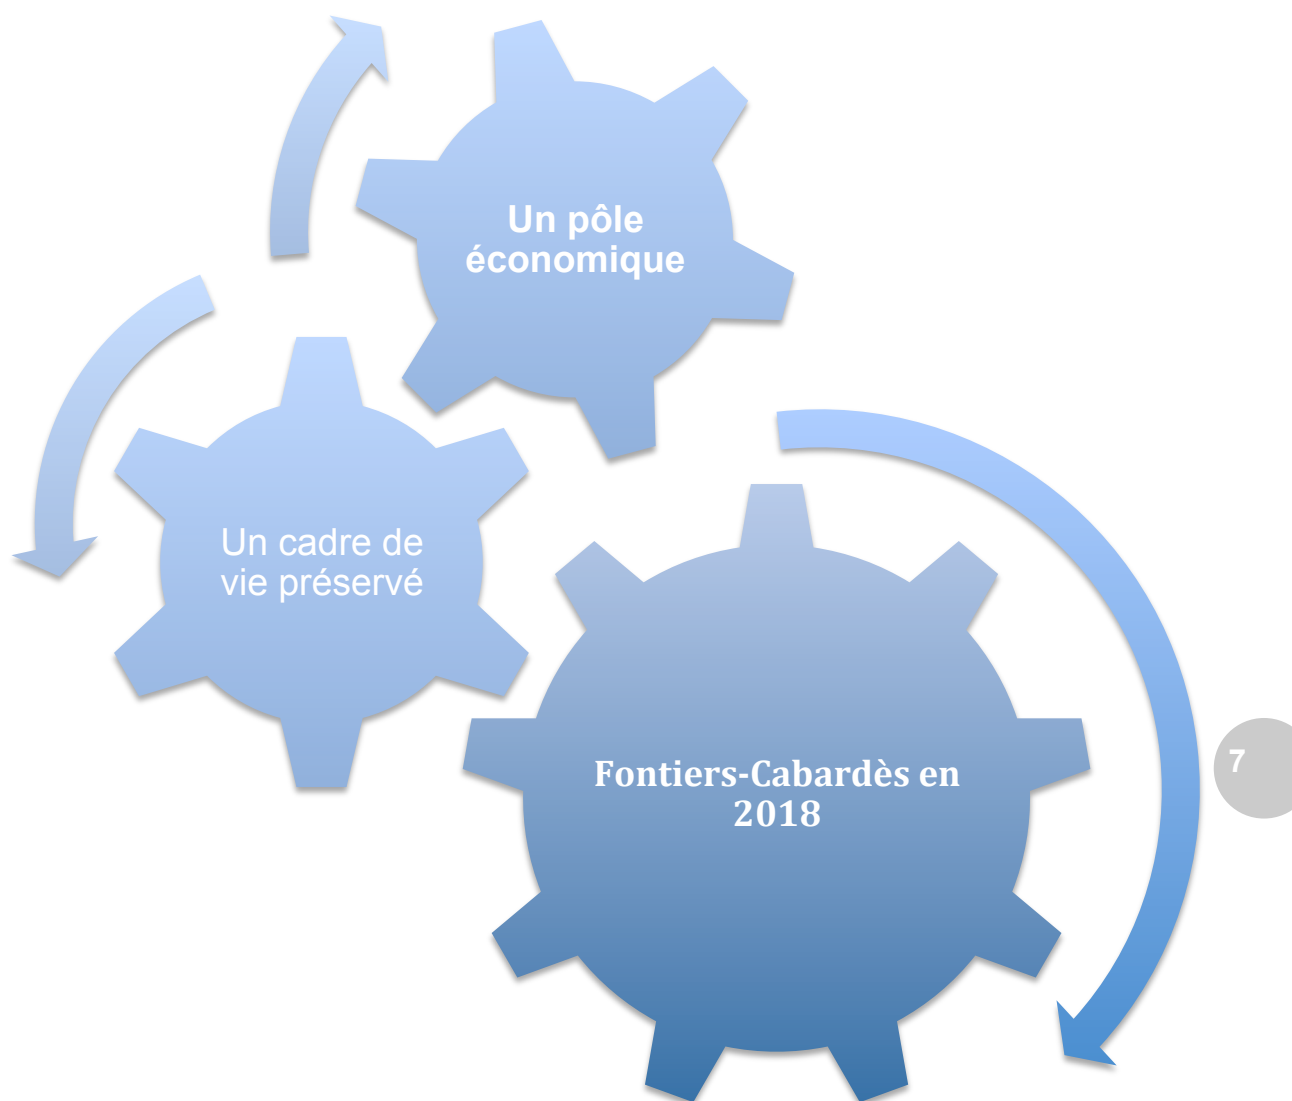 Un pôle
économique
Un cadre de
vie préservé
Fontiers-Cabardès en
2018
7